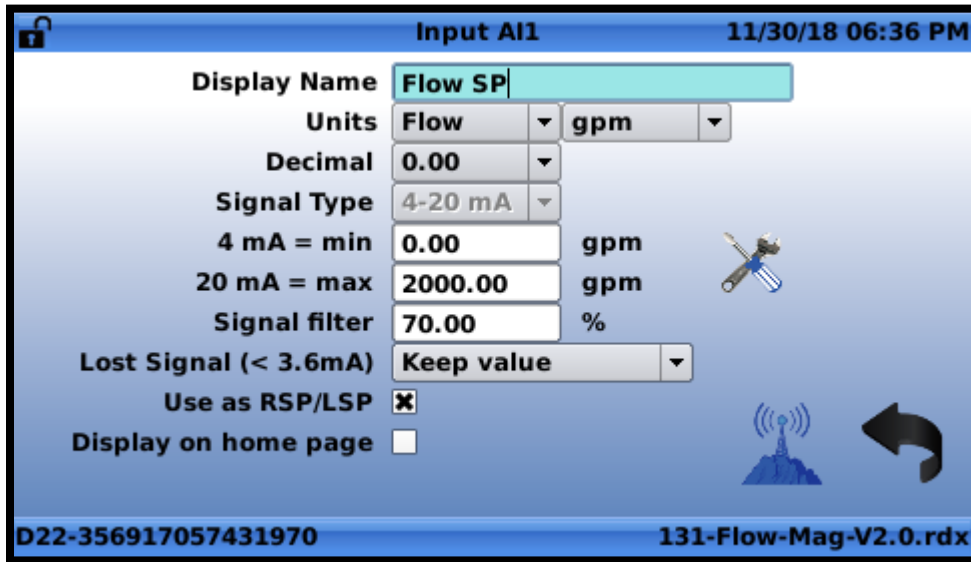 Input AI1 11/30/18 06:36 PM
Display Name Flow SP
Units Flow gpm
Decimal 0.00
Signal Type 4-20 mA
4 mA = min 0.00 gpm
20 mA = max 2000.00 gpm
Signal filter 70.00 %
Lost Signal (< 3.6mA) Keep value
Use as RSP/LSP
Display on home page
D22-356917057431970 131-Flow-Mag-V2.0.rdx